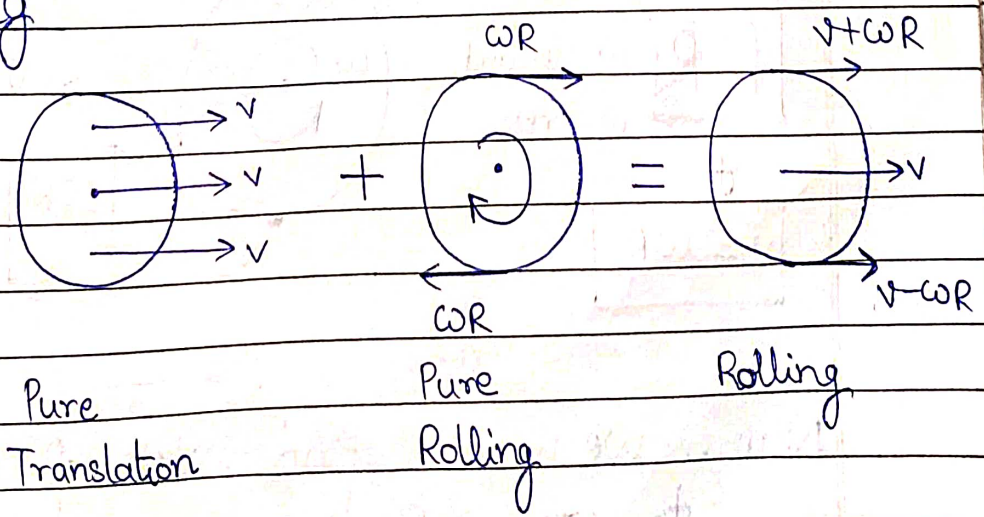 g
ωR
v+ωR
v
v
v
+
=
v
ωR
v-ωR
Pure
Translation
Pure
Rolling
Rolling